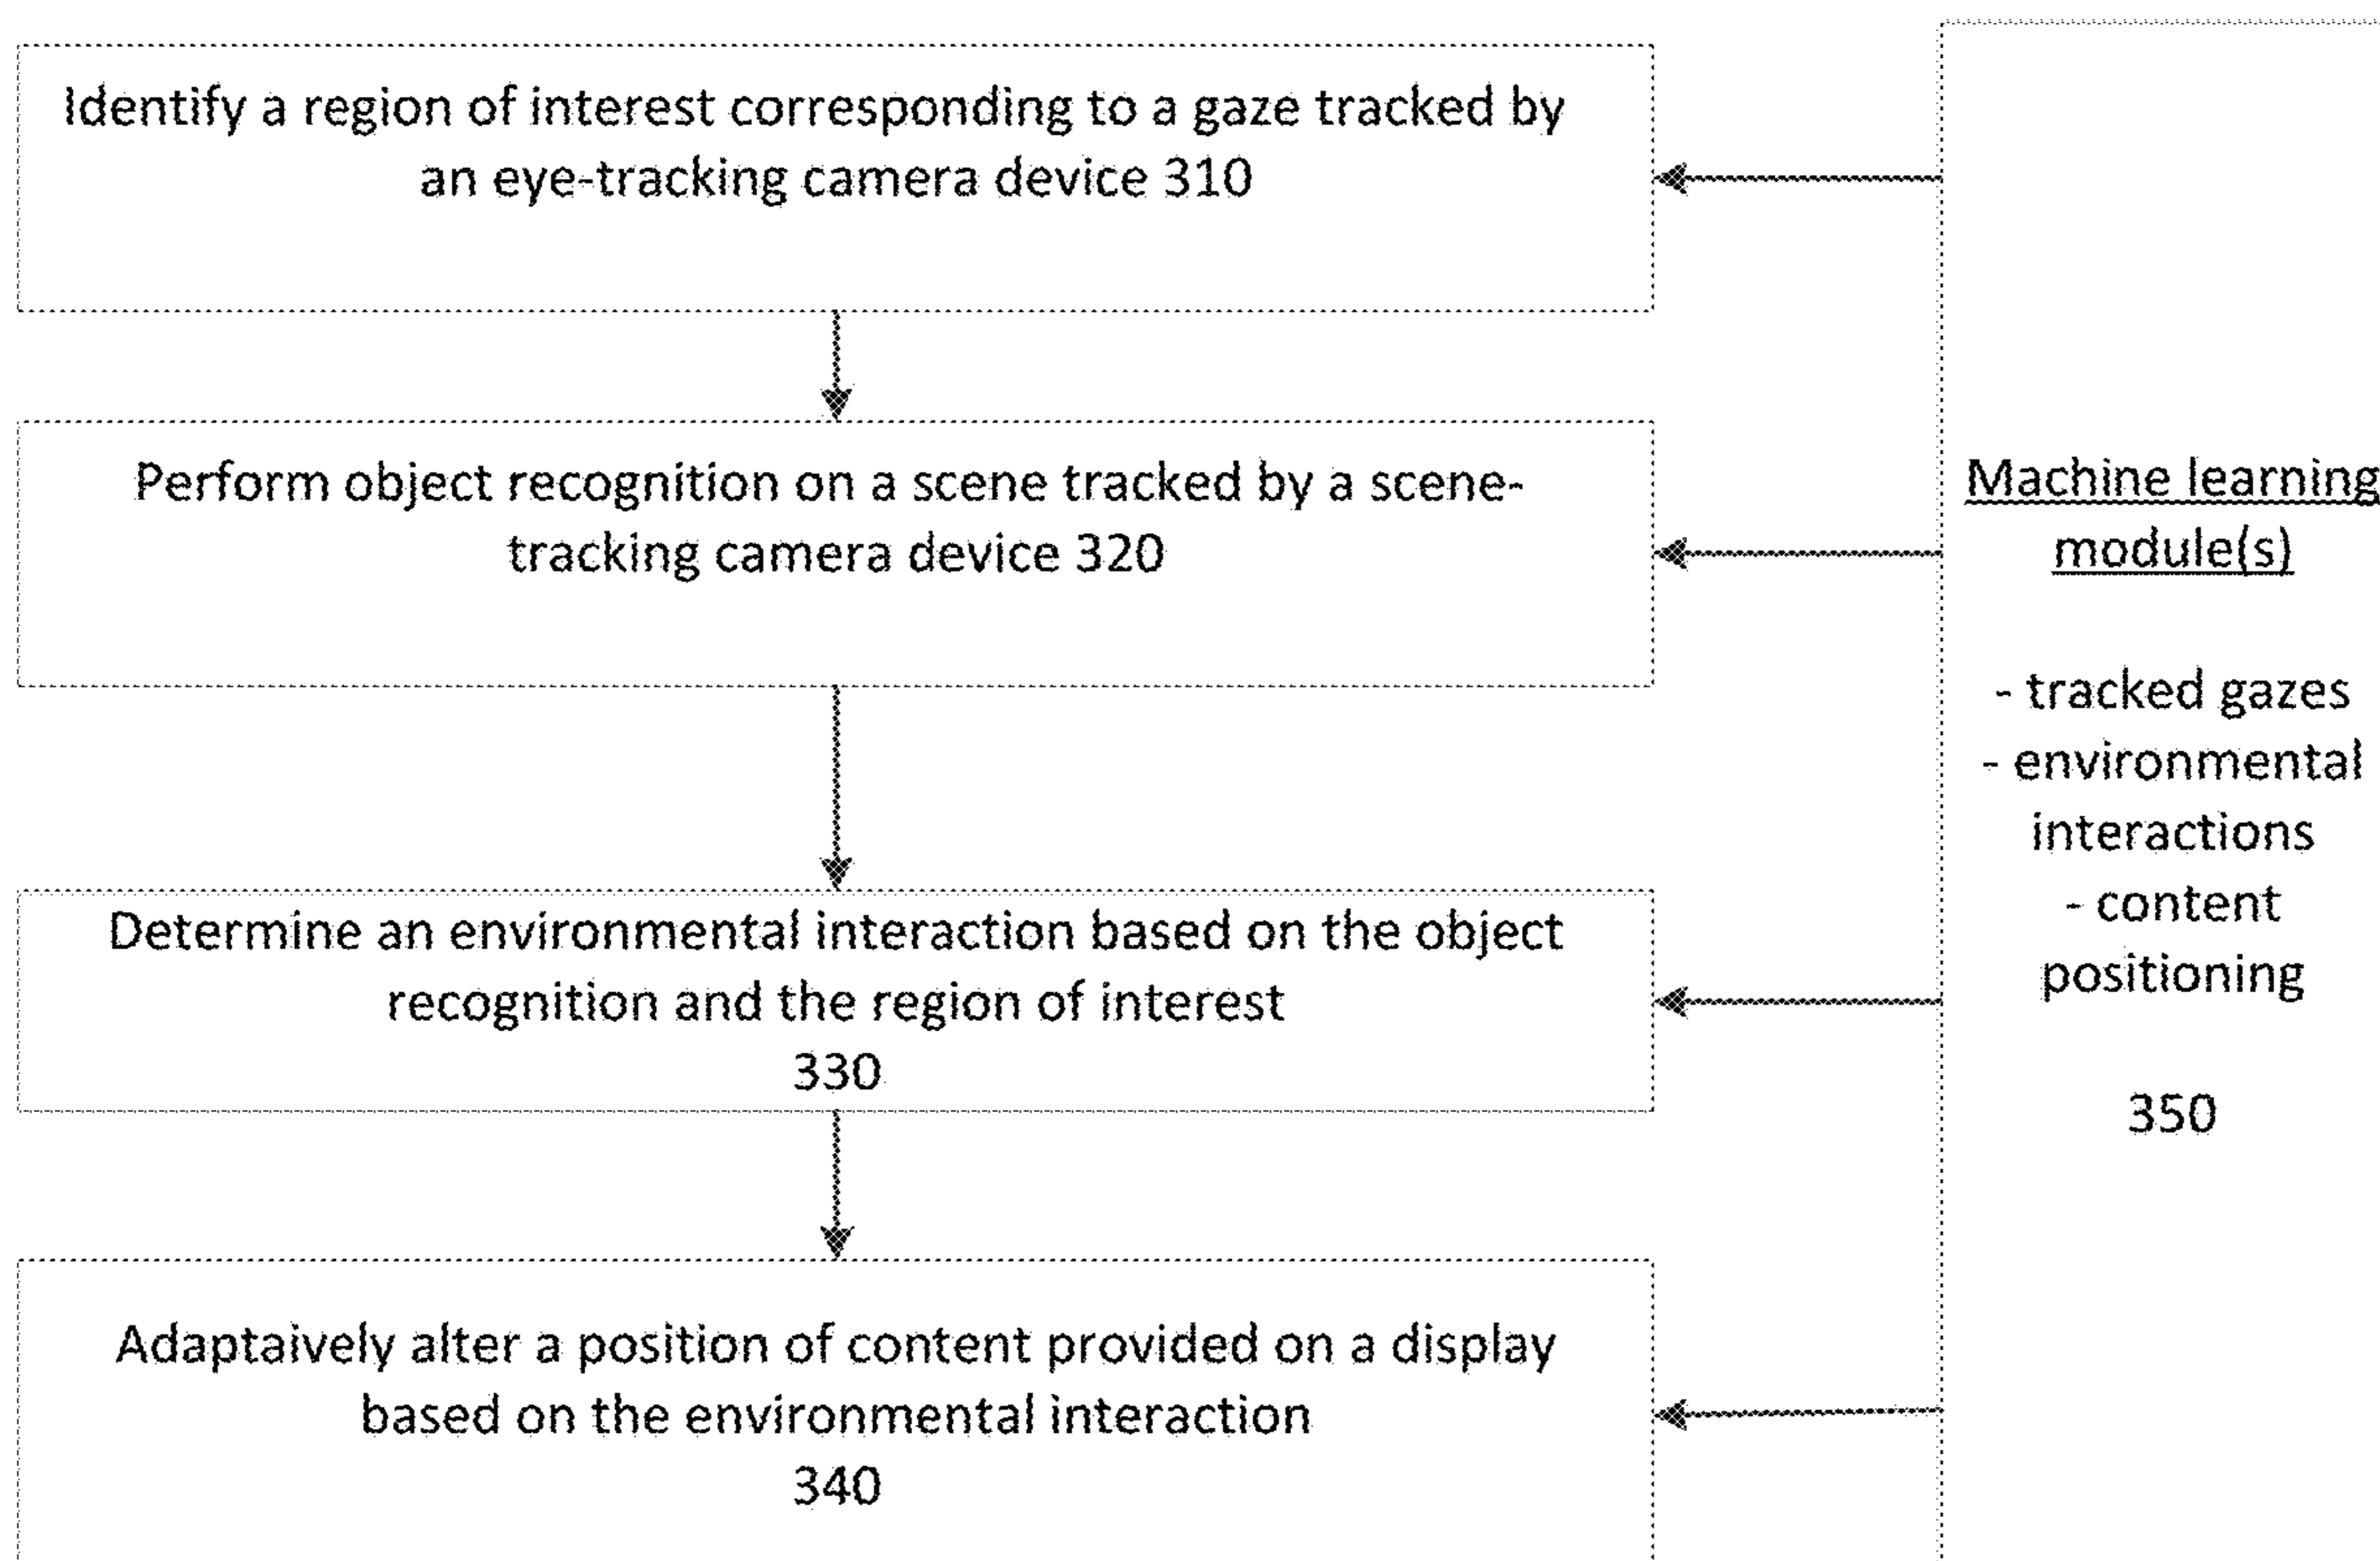 Identify a region of interest corresponding to a gaze tracked by
an eye-tracking camera device 310
Perform object recognition on a scene tracked by a scene-
tracking camera device 320
Determine an environmental interaction based on the object
recognition and the region of interest
330
Adaptaively alter a position of content provided on a display
based on the environmental interaction
340
Machine learning
module(s)
- tracked gazes
- environmental
interactions
- content
positioning
350